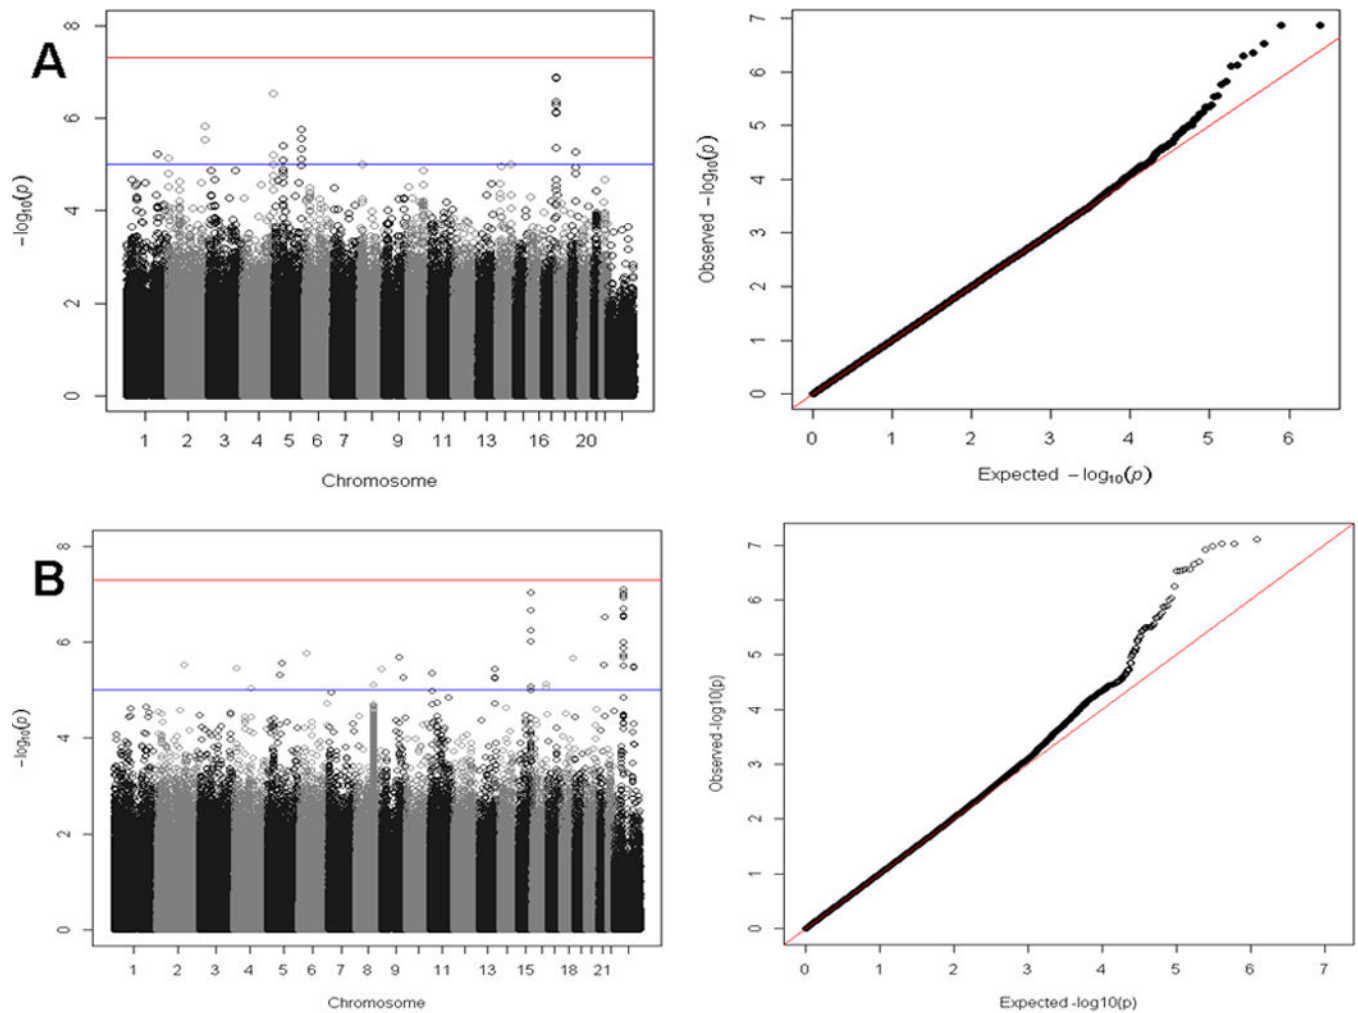 A
8
6
4
2
0
−log10(p)
1 2 3 4 5 6 7 9 11 13 16 20
Chromosome
7
6
5
4
3
2
1
0
Observed −log10(p)
0 1 2 3 4 5 6
Expected −log10(p)
B
8
6
4
2
0
−log10(p)
1 2 3 4 5 6 7 8 9 11 13 15 18 21
Chromosome
7
6
5
4
3
2
1
0
Observed -log10(p)
0 1 2 3 4 5 6 7
Expected -log10(p)